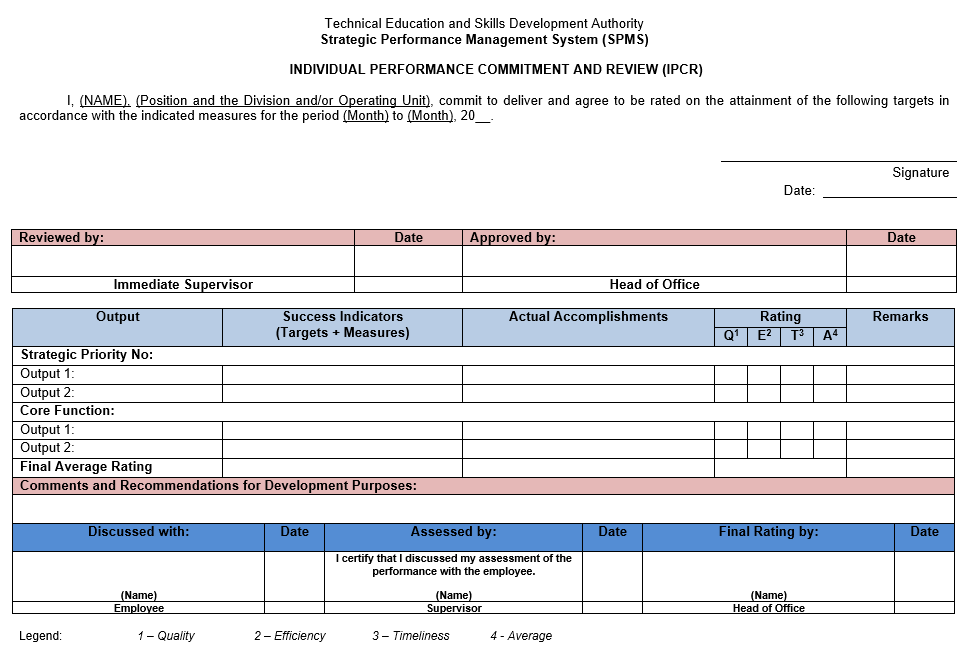 Technical Education and Skills Development Authority
Strategic Performance Management System (SPMS)
INDIVIDUAL PERFORMANCE COMMITMENT AND REVIEW (IPCR)
I, (NAME), (Position and the Division and/or Operating Unit), commit to deliver and agree to be rated on the attainment of the following targets in
accordance with the indicated measures for the period (Month) to (Month), 20__.
Signature
Date:
Reviewed by: Date Approved by: Date
Immediate Supervisor Head of Office
Output Success Indicators Actual Accomplishments Rating Remarks
(Targets + Measures)
Q¹ E² T³ A⁴
Strategic Priority No:
Output 1:
Output 2:
Core Function:
Output 1:
Output 2:
Final Average Rating
Comments and Recommendations for Development Purposes:
Discussed with: Date Assessed by: Date Final Rating by: Date
I certify that I discussed my assessment of the
performance with the employee.
(Name) (Name) (Name)
Employee Supervisor Head of Office
Legend: 1 – Quality 2 – Efficiency 3 – Timeliness 4 - Average